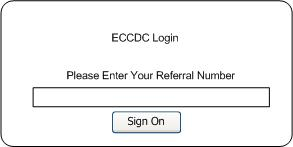 ECCDC Login
Please Enter Your Referral Number
Sign On